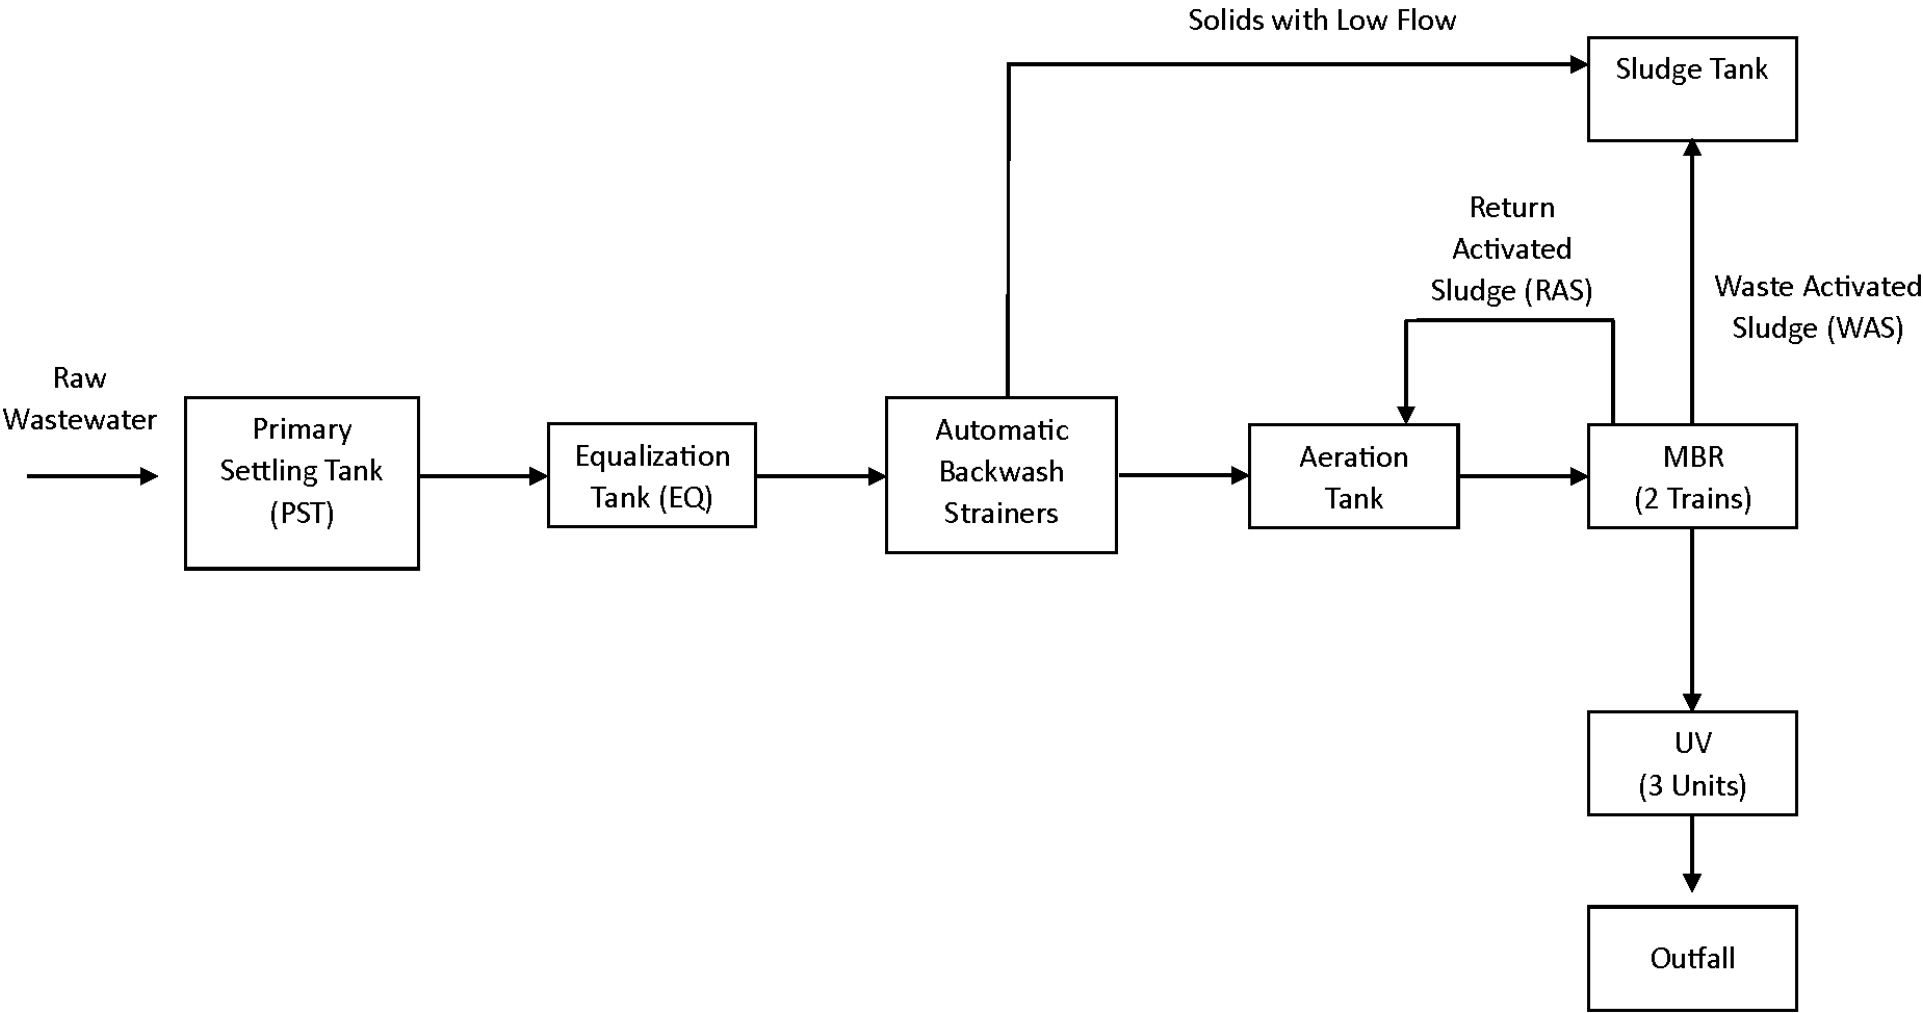 Solids with Low Flow
Sludge Tank
Return
Activated
Sludge (RAS)
Waste Activated
Sludge (WAS)
Raw
Wastewater
Primary
Settling Tank
(PST)
Equalization
Tank (EQ)
Automatic
Backwash
Strainers
Aeration
Tank
MBR
(2 Trains)
UV
(3 Units)
Outfall